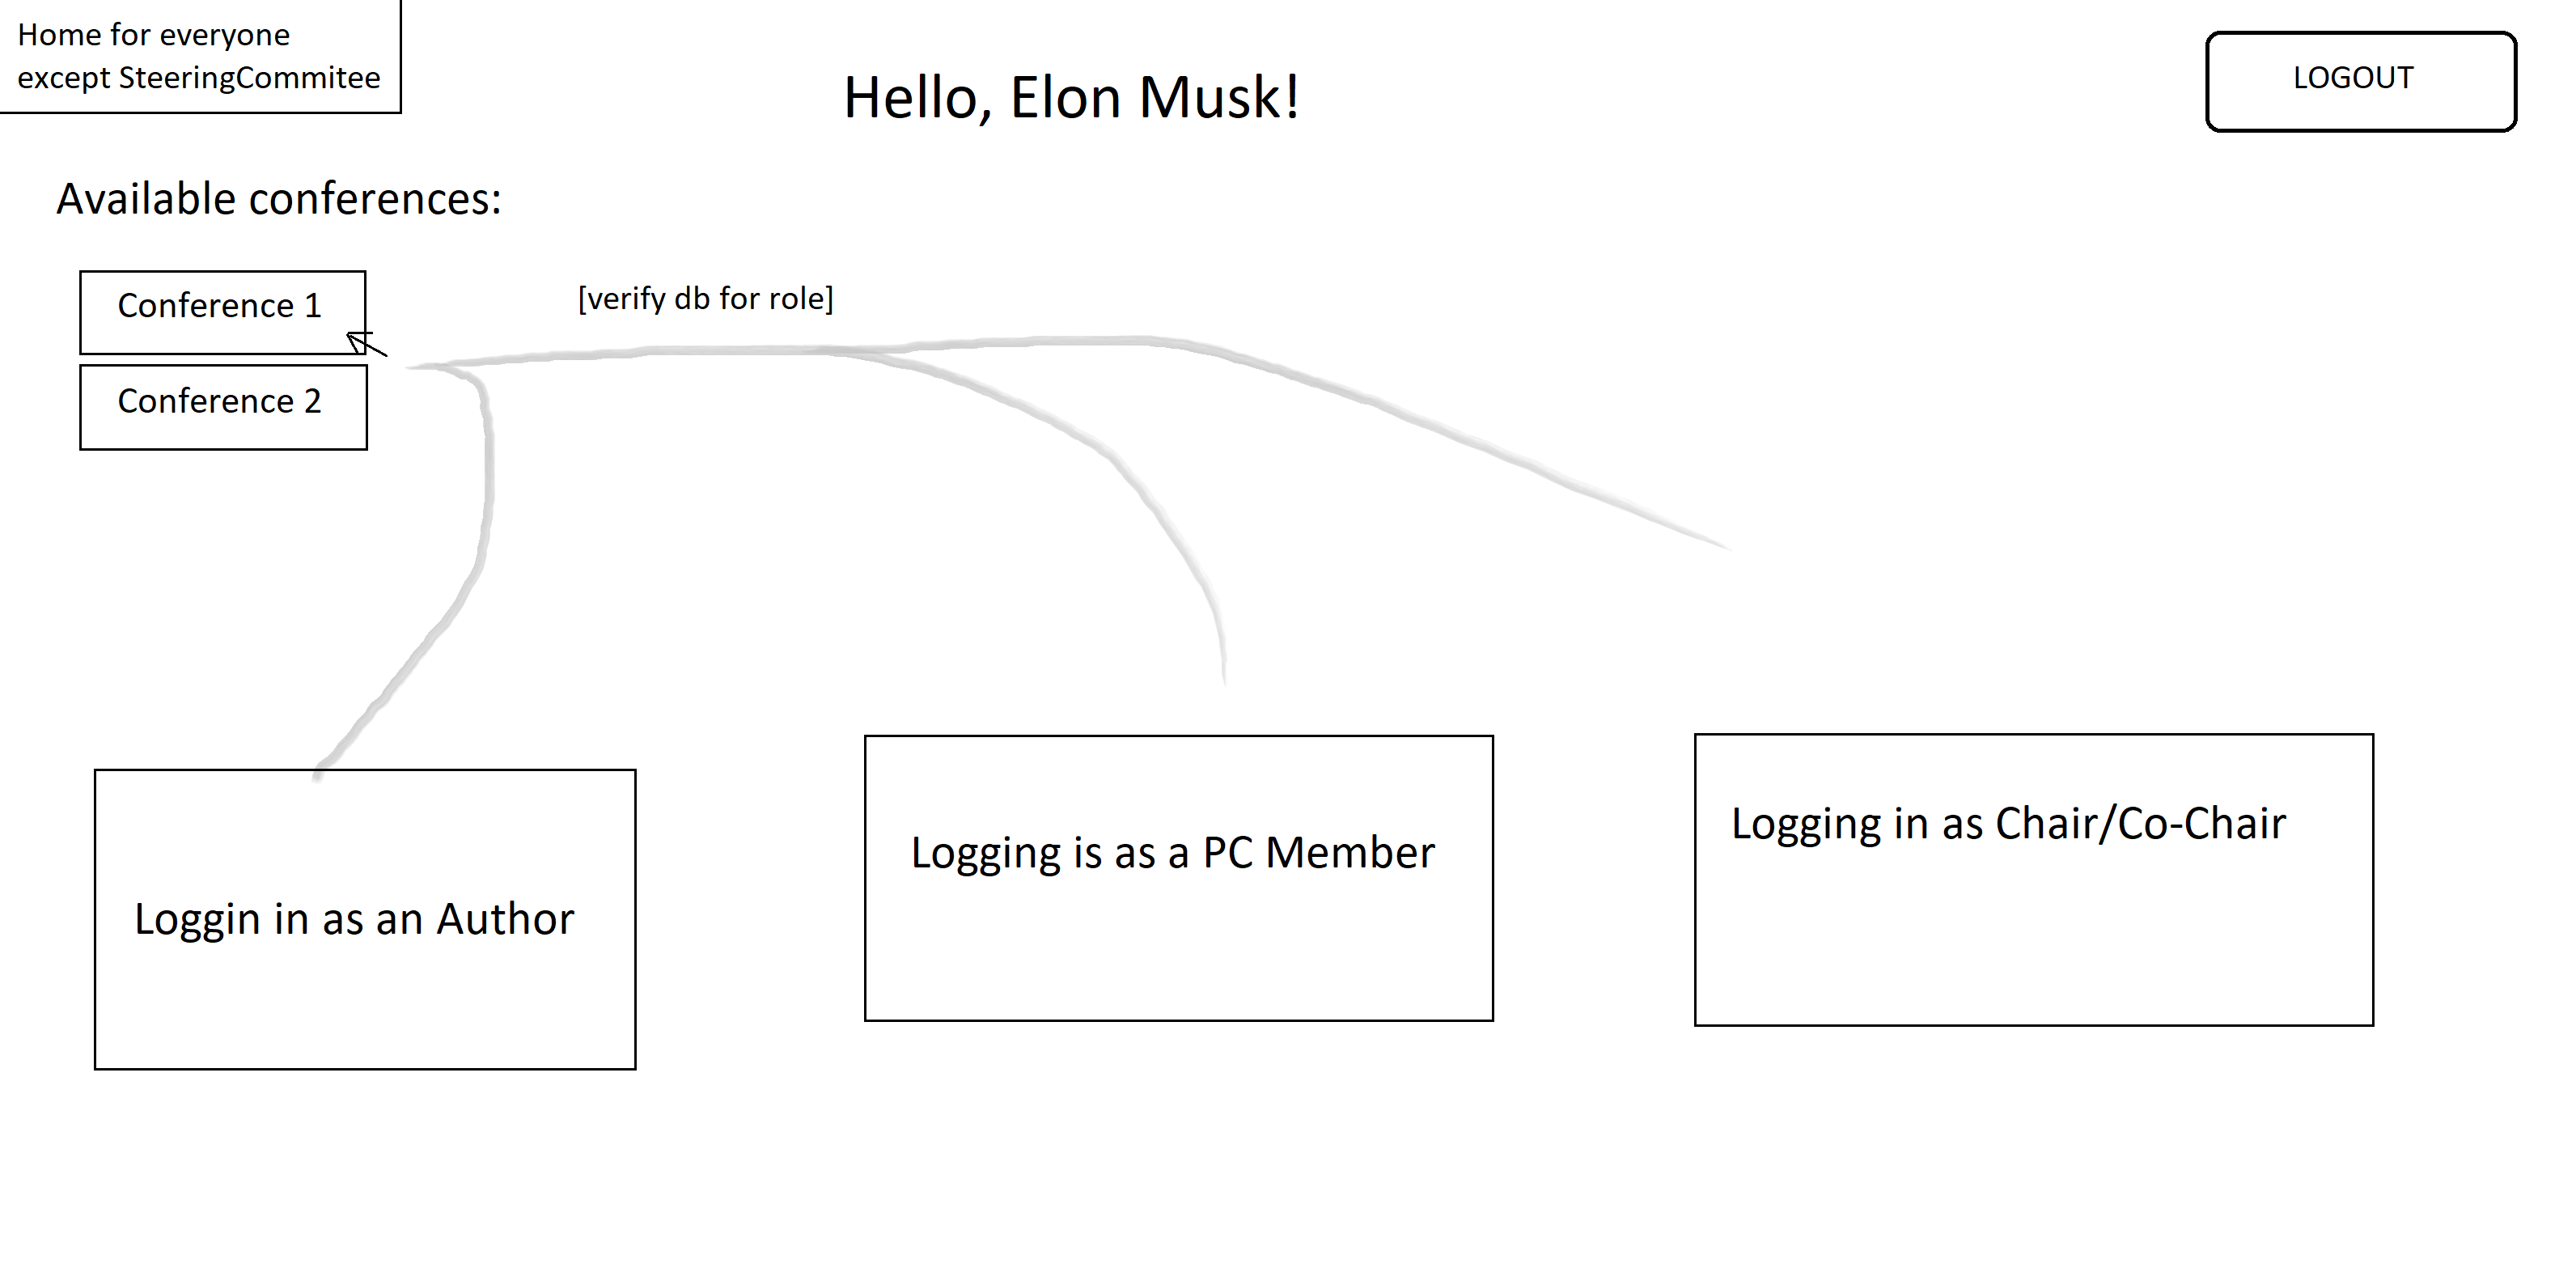 Home for everyone
except SteeringCommitee
Hello, Elon Musk!
LOGOUT
Available conferences:
Conference 1
[verify db for role]
Conference 2
Loggin in as an Author
Logging is as a PC Member
Logging in as Chair/Co-Chair